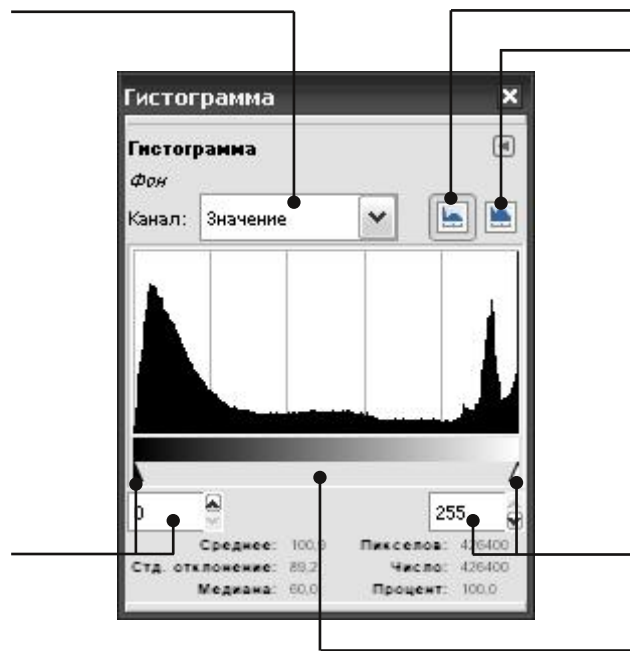 Гистограмма
Гистограмма
Фон
Канал: Значение
0 255
Среднее: 100,9 Пикселов: 426400
Стд. отклонение: 89,2 Число: 426400
Медиана: 60,0 Процент: 100,0